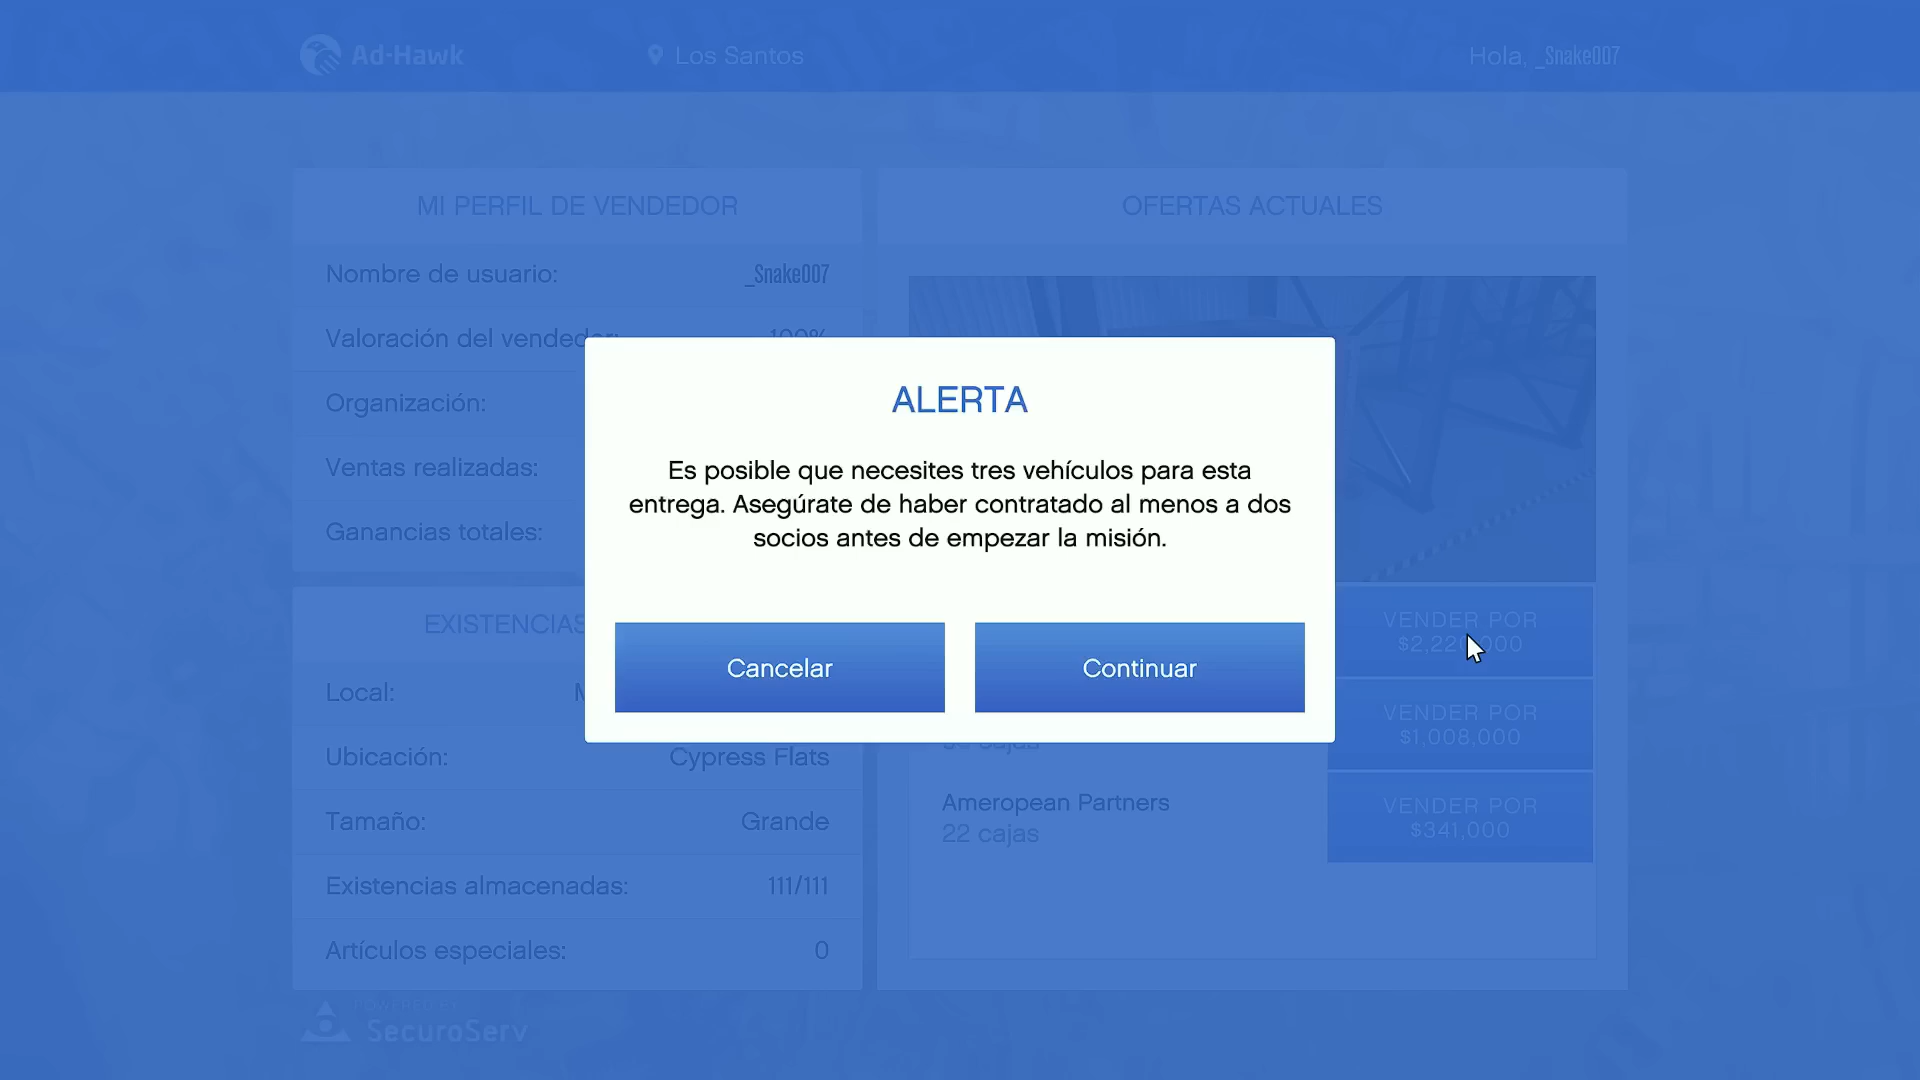 Ad-Hawk
Los Santos
Hola, _Snake007
MI PERFIL DE VENDEDOR
Nombre de usuario: _Snake007
Valoración del vendedor: 100%
Organización:
Ventas realizadas:
Ganancias totales:
EXISTENCIAS
Local:
Ubicación: Cypress Flats
Tamaño: Grande
Existencias almacenadas: 111/111
Artículos especiales: 0
POWERED BY
SecuroServ
OFERTAS ACTUALES
VENDER POR
VENDER POR
$1,008,000
Ameropean Partners
22 cajas
VENDER POR
$341,000
ALERTA
Es posible que necesites tres vehículos para esta
entrega. Asegúrate de haber contratado al menos a dos
socios antes de empezar la misión.
Cancelar
Continuar